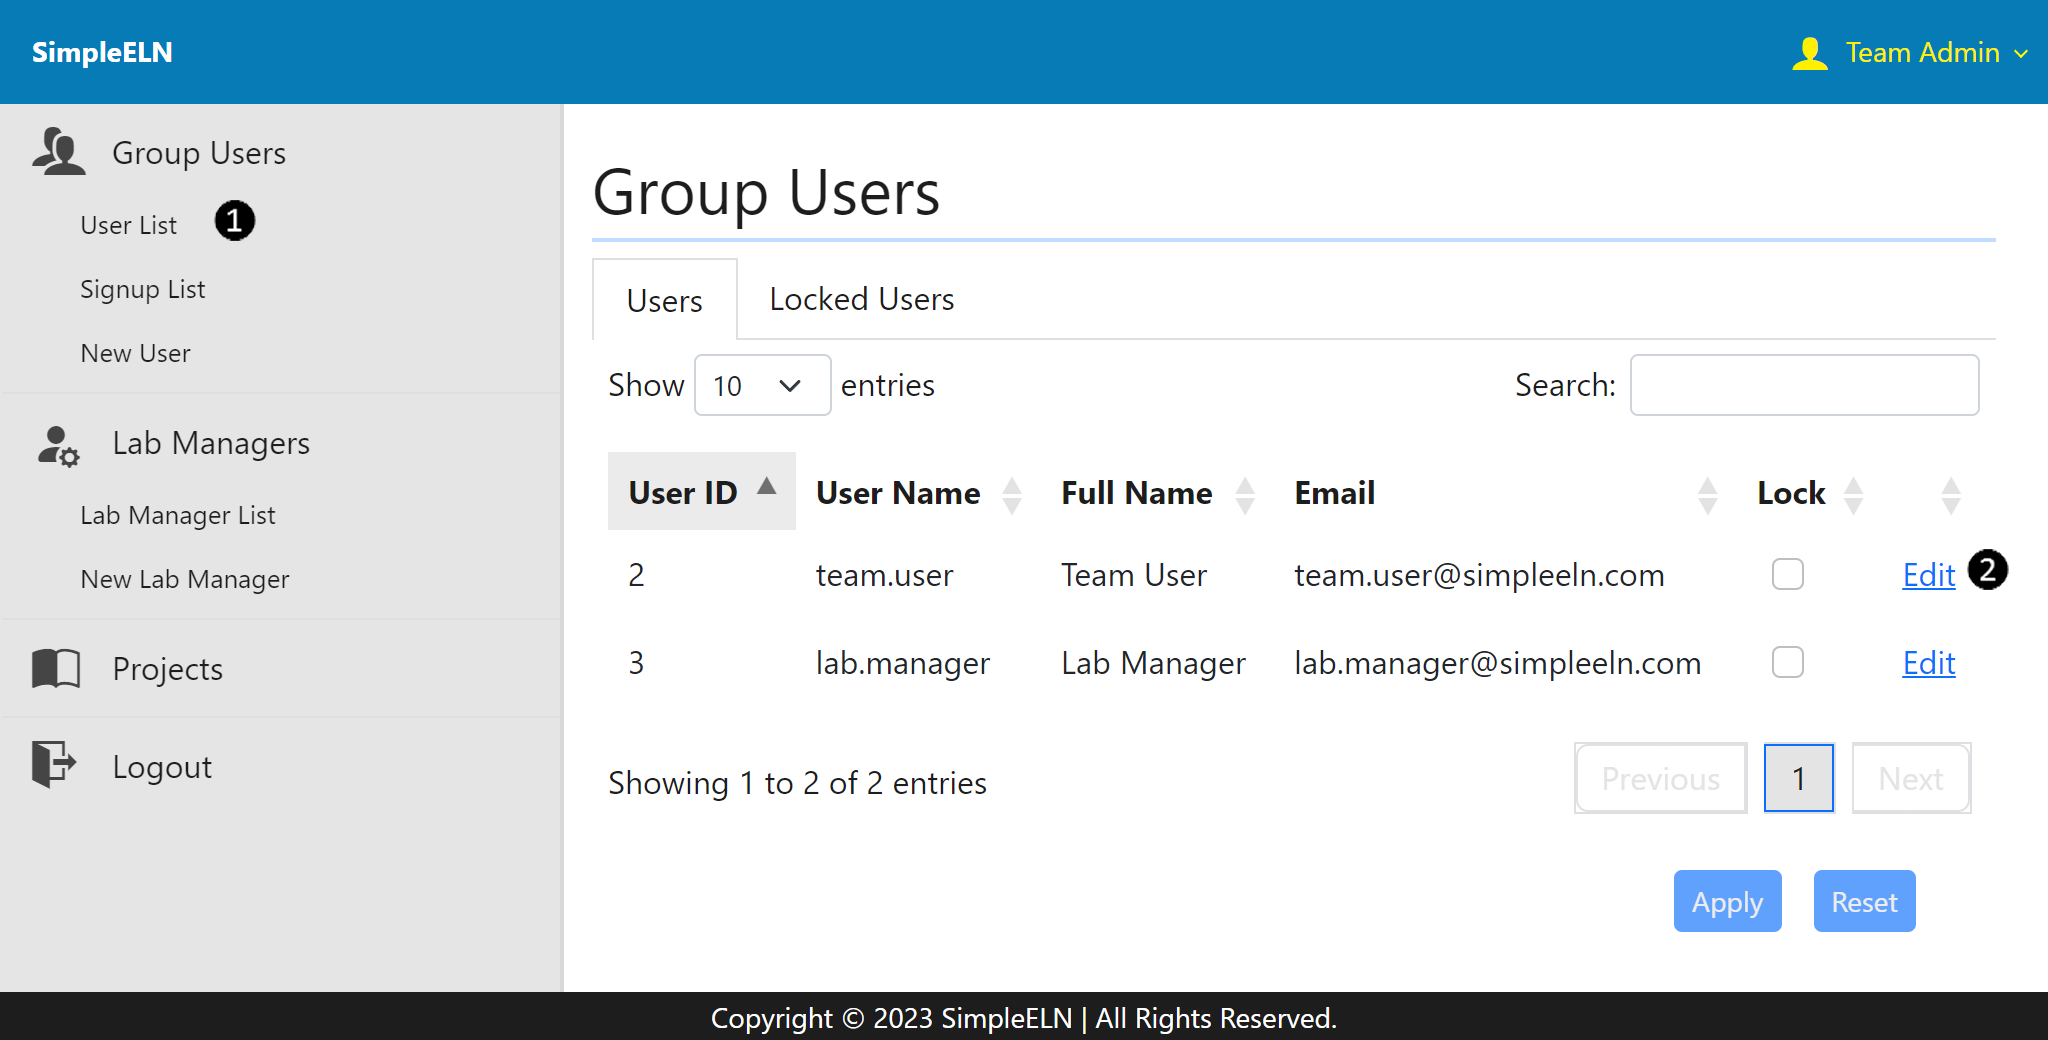 SimpleELN
Team Admin
Group Users
User List 1
Signup List
New User
Lab Managers
Lab Manager List
New Lab Manager
Projects
Logout
Group Users
Users Locked Users
Show 10 entries Search:
User ID User Name Full Name Email Lock
2 team.user Team User team.user@simpleeln.com Edit 2
3 lab.manager Lab Manager lab.manager@simpleeln.com Edit
Showing 1 to 2 of 2 entries Previous 1 Next
Apply Reset
Copyright © 2023 SimpleELN | All Rights Reserved.